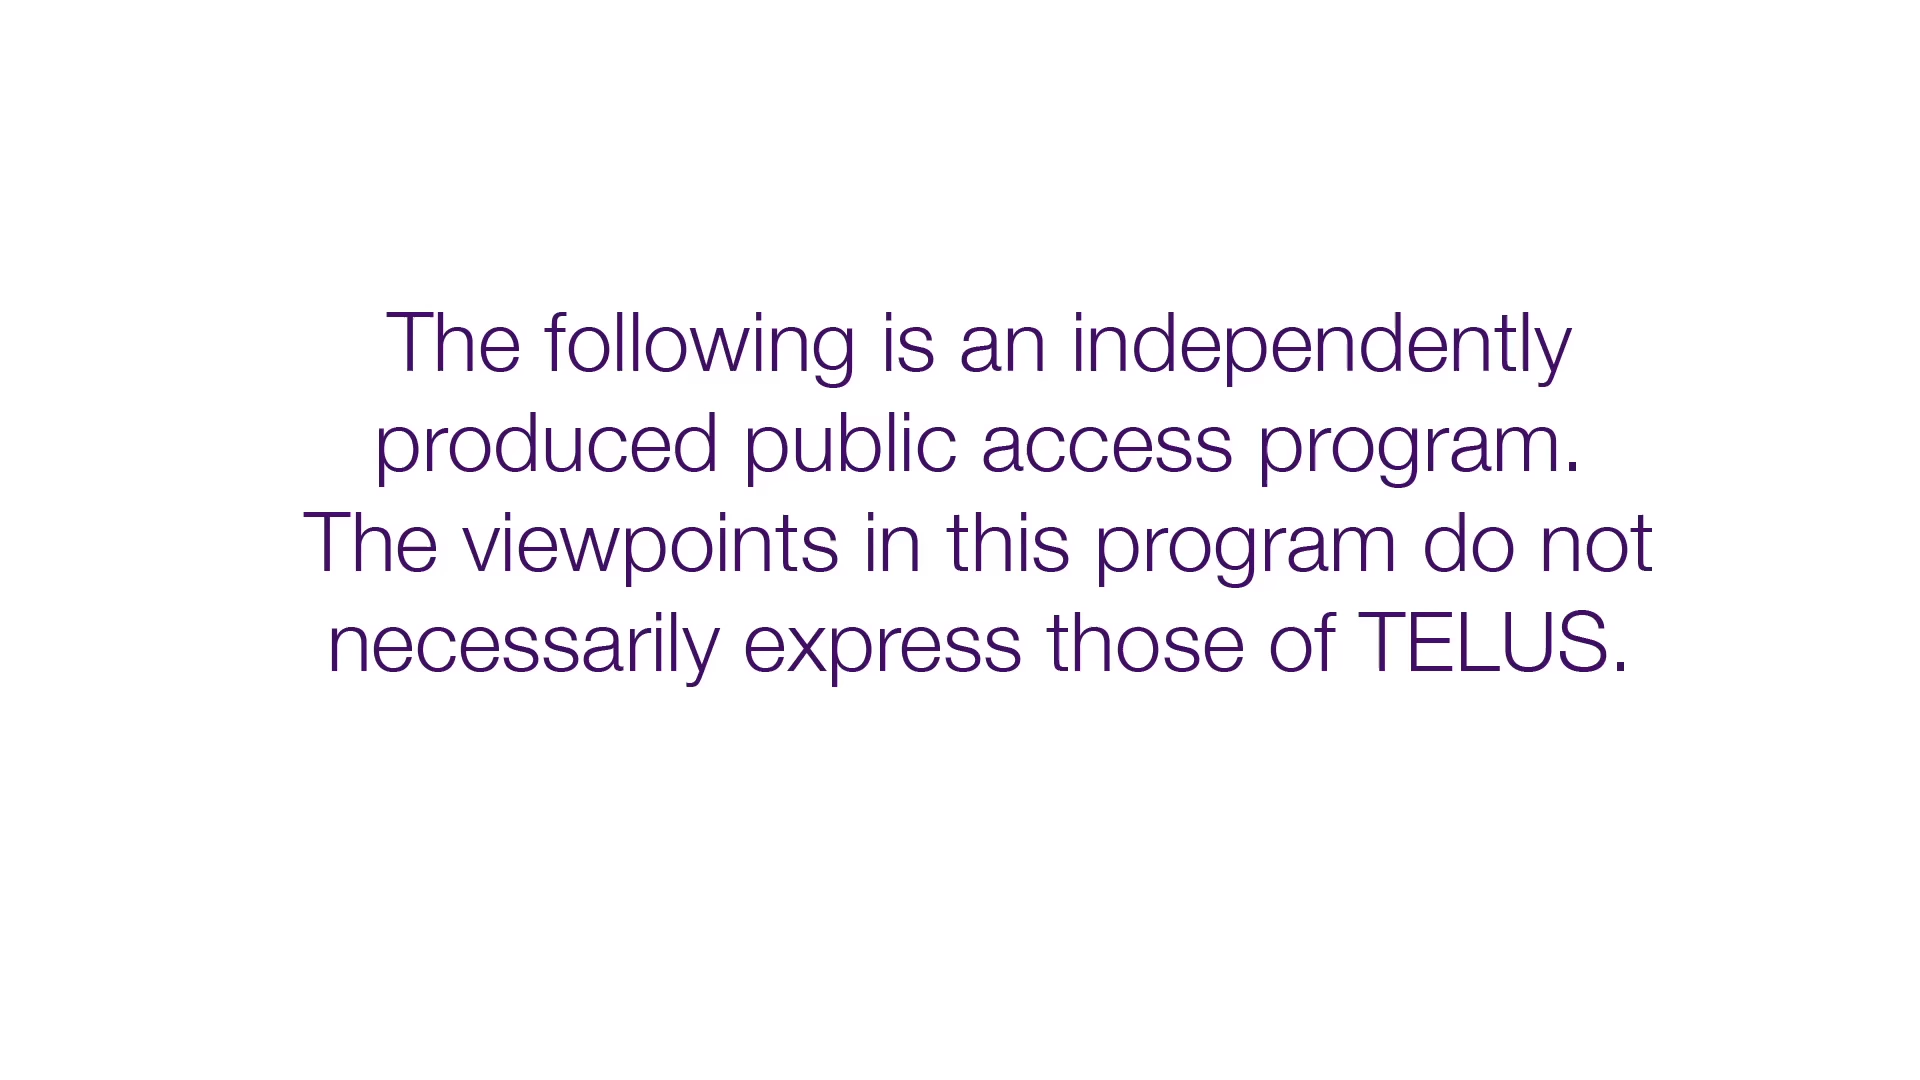 The following is an independently
produced public access program.
The viewpoints in this program do not
necessarily express those of TELUS.